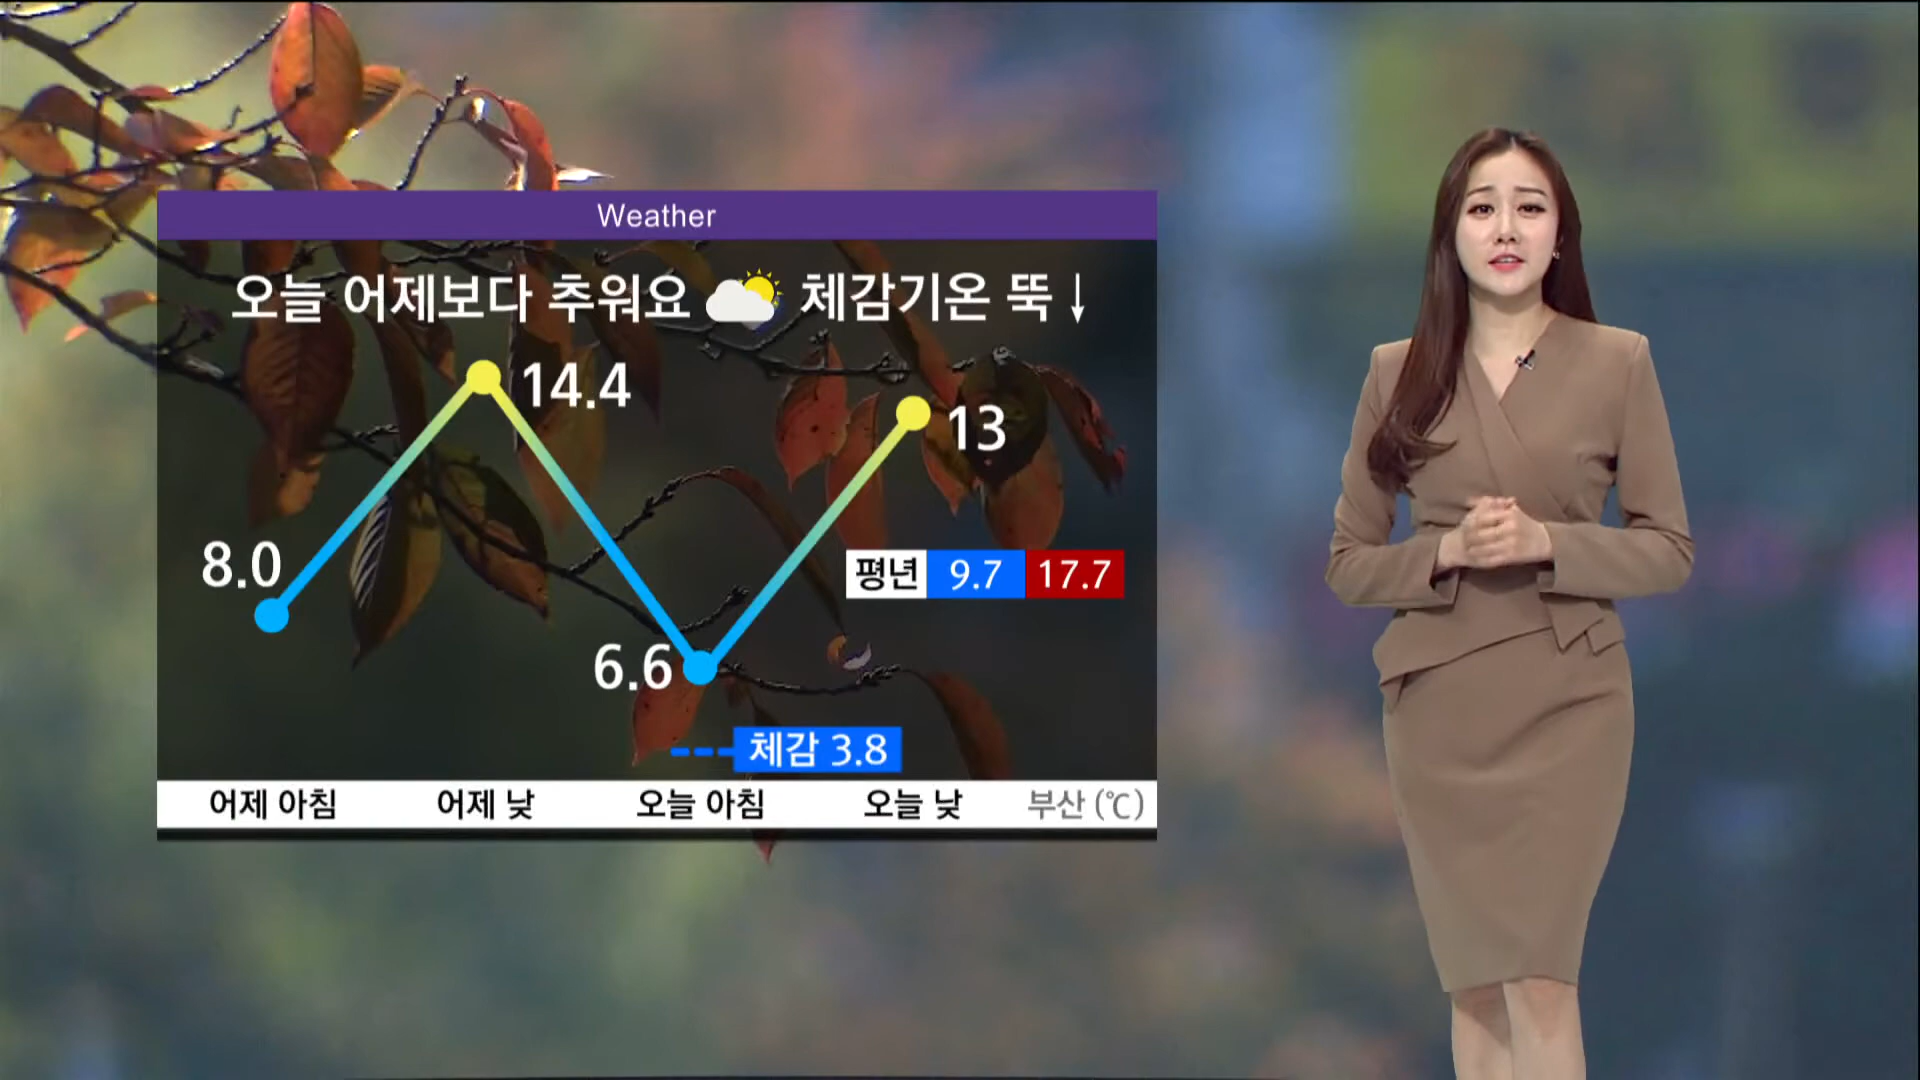 Weather
오늘 어제보다 추워요 체감기온 뚝↓
14.4
13
8.0
평년 9.7 17.7
6.6
체감 3.8
어제 아침 어제 낮 오늘 아침 오늘 낮 부산 (℃)